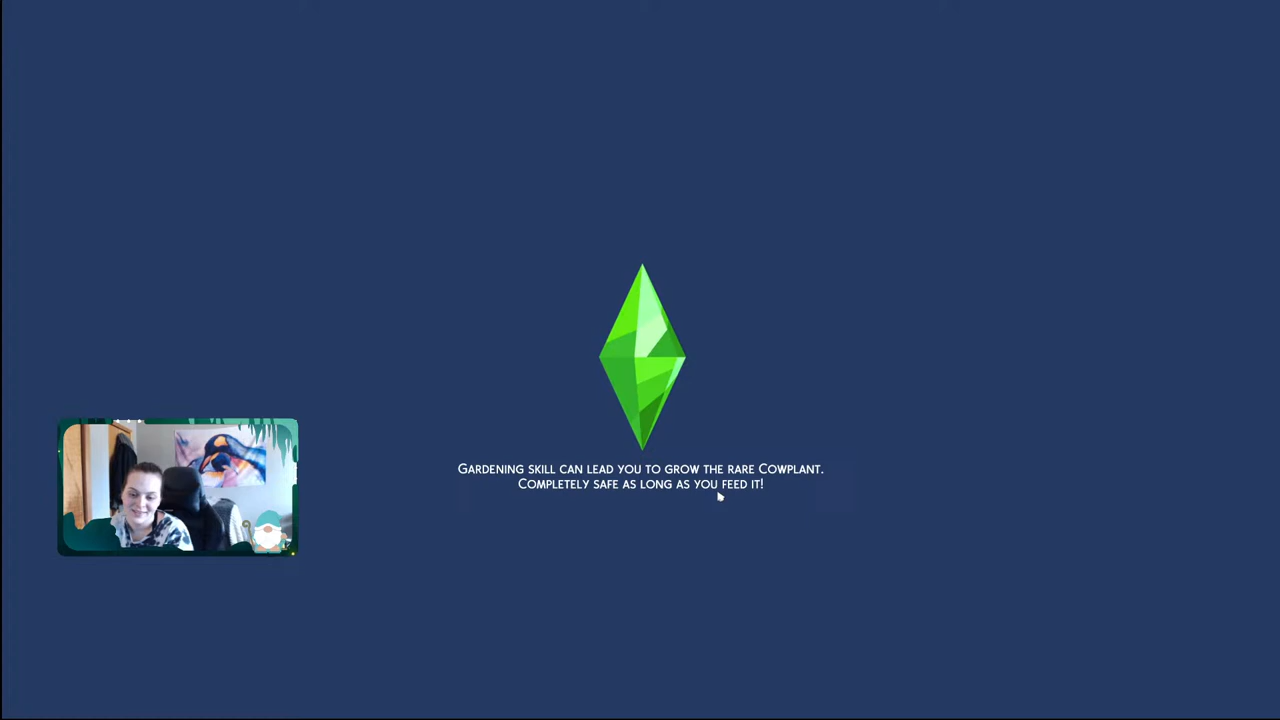 Gardening skill can lead you to grow the rare Cowplant.
Completely safe as long as you feed it!